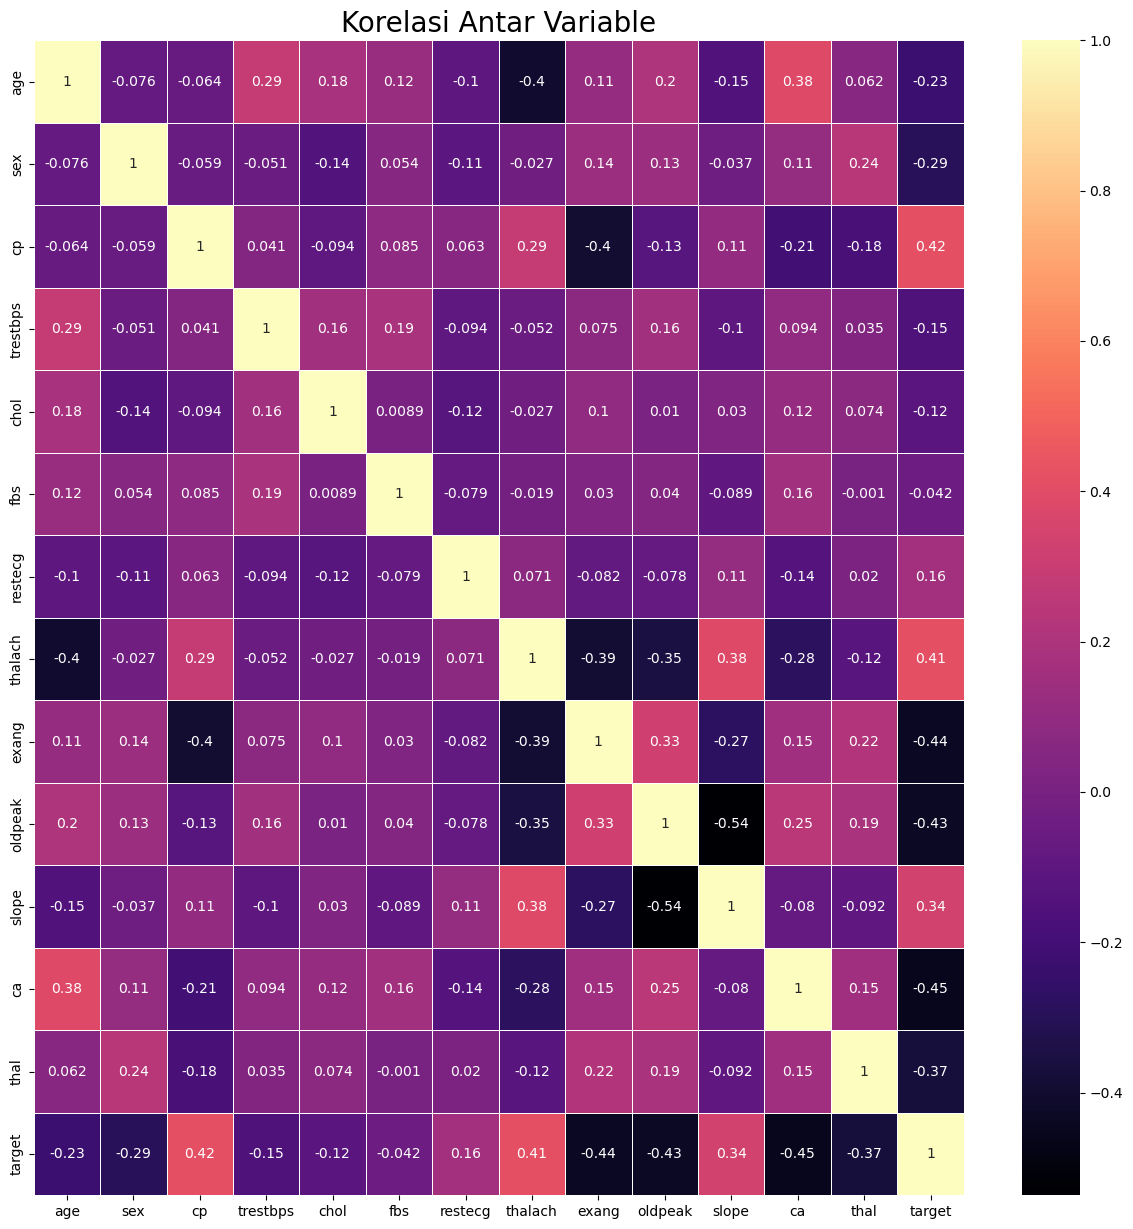 Korelasi Antar Variable
age 1 -0.076 -0.064 0.29 0.18 0.12 -0.1 -0.4 0.11 0.2 -0.15 0.38 0.062 -0.23
sex -0.076 1 -0.059 -0.051 -0.14 0.054 -0.11 -0.027 0.14 0.13 -0.037 0.11 0.24 -0.29
cp -0.064 -0.059 1 0.041 -0.094 0.085 0.063 0.29 -0.4 -0.13 0.11 -0.21 -0.18 0.42
trestbps 0.29 -0.051 0.041 1 0.16 0.19 -0.094 -0.052 0.075 0.16 -0.1 0.094 0.035 -0.15
chol 0.18 -0.14 -0.094 0.16 1 0.0089 -0.12 -0.027 0.1 0.01 0.03 0.12 0.074 -0.12
fbs 0.12 0.054 0.085 0.19 0.0089 1 -0.079 -0.019 0.03 0.04 -0.089 0.16 -0.001 -0.042
restecg -0.1 -0.11 0.063 -0.094 -0.12 -0.079 1 0.071 -0.082 -0.078 0.11 -0.14 0.02 0.16
thalach -0.4 -0.027 0.29 -0.052 -0.027 -0.019 0.071 1 -0.39 -0.35 0.38 -0.28 -0.12 0.41
exang 0.11 0.14 -0.4 0.075 0.1 0.03 -0.082 -0.39 1 0.33 -0.27 0.15 0.22 -0.44
oldpeak 0.2 0.13 -0.13 0.16 0.01 0.04 -0.078 -0.35 0.33 1 -0.54 0.25 0.19 -0.43
slope -0.15 -0.037 0.11 -0.1 0.03 -0.089 0.11 0.38 -0.27 -0.54 1 -0.08 -0.092 0.34
ca 0.38 0.11 -0.21 0.094 0.12 0.16 -0.14 -0.28 0.15 0.25 -0.08 1 0.15 -0.45
thal 0.062 0.24 -0.18 0.035 0.074 -0.001 0.02 -0.12 0.22 0.19 -0.092 0.15 1 -0.37
target -0.23 -0.29 0.42 -0.15 -0.12 -0.042 0.16 0.41 -0.44 -0.43 0.34 -0.45 -0.37 1
age sex cp trestbps chol fbs restecg thalach exang oldpeak slope ca thal target
1.0
0.8
0.6
0.4
0.2
0.0
−0.2
−0.4